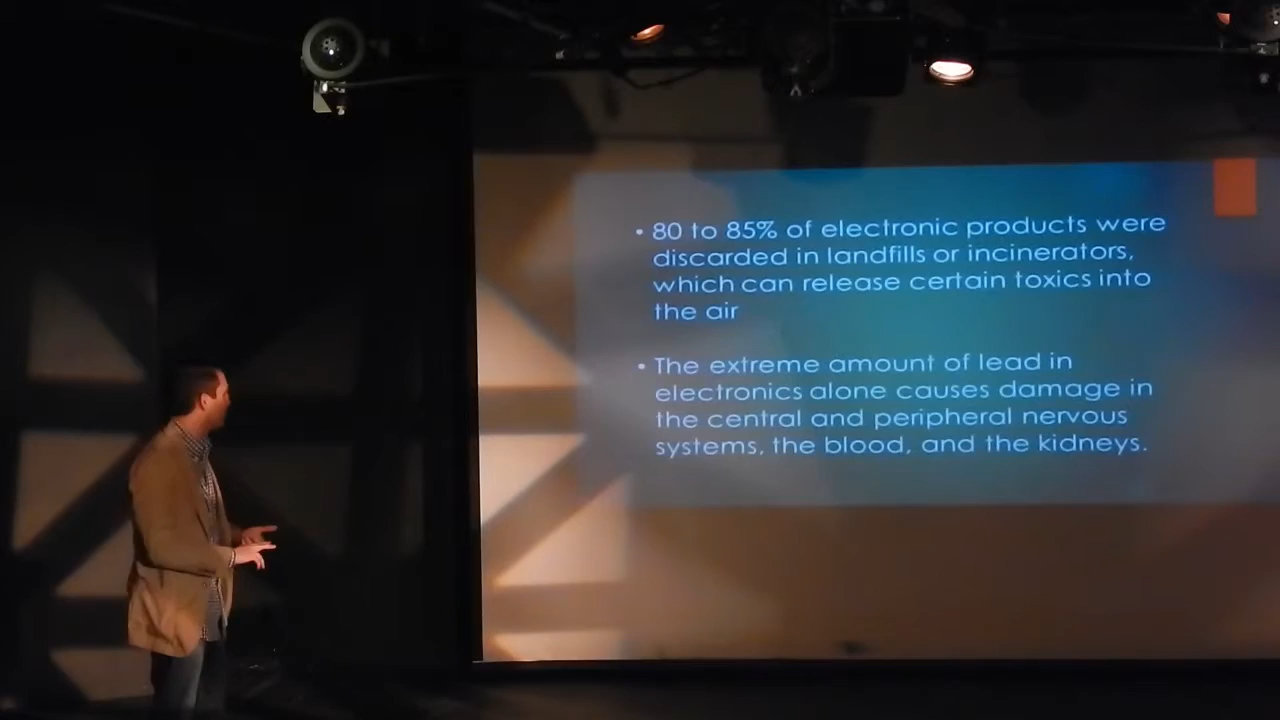 • 80 to 85% of electronic products were
discarded in landfills or incinerators,
which can release certain toxics into
the air
• The extreme amount of lead in
electronics alone causes damage in
the central and peripheral nervous
systems, the blood, and the kidneys.